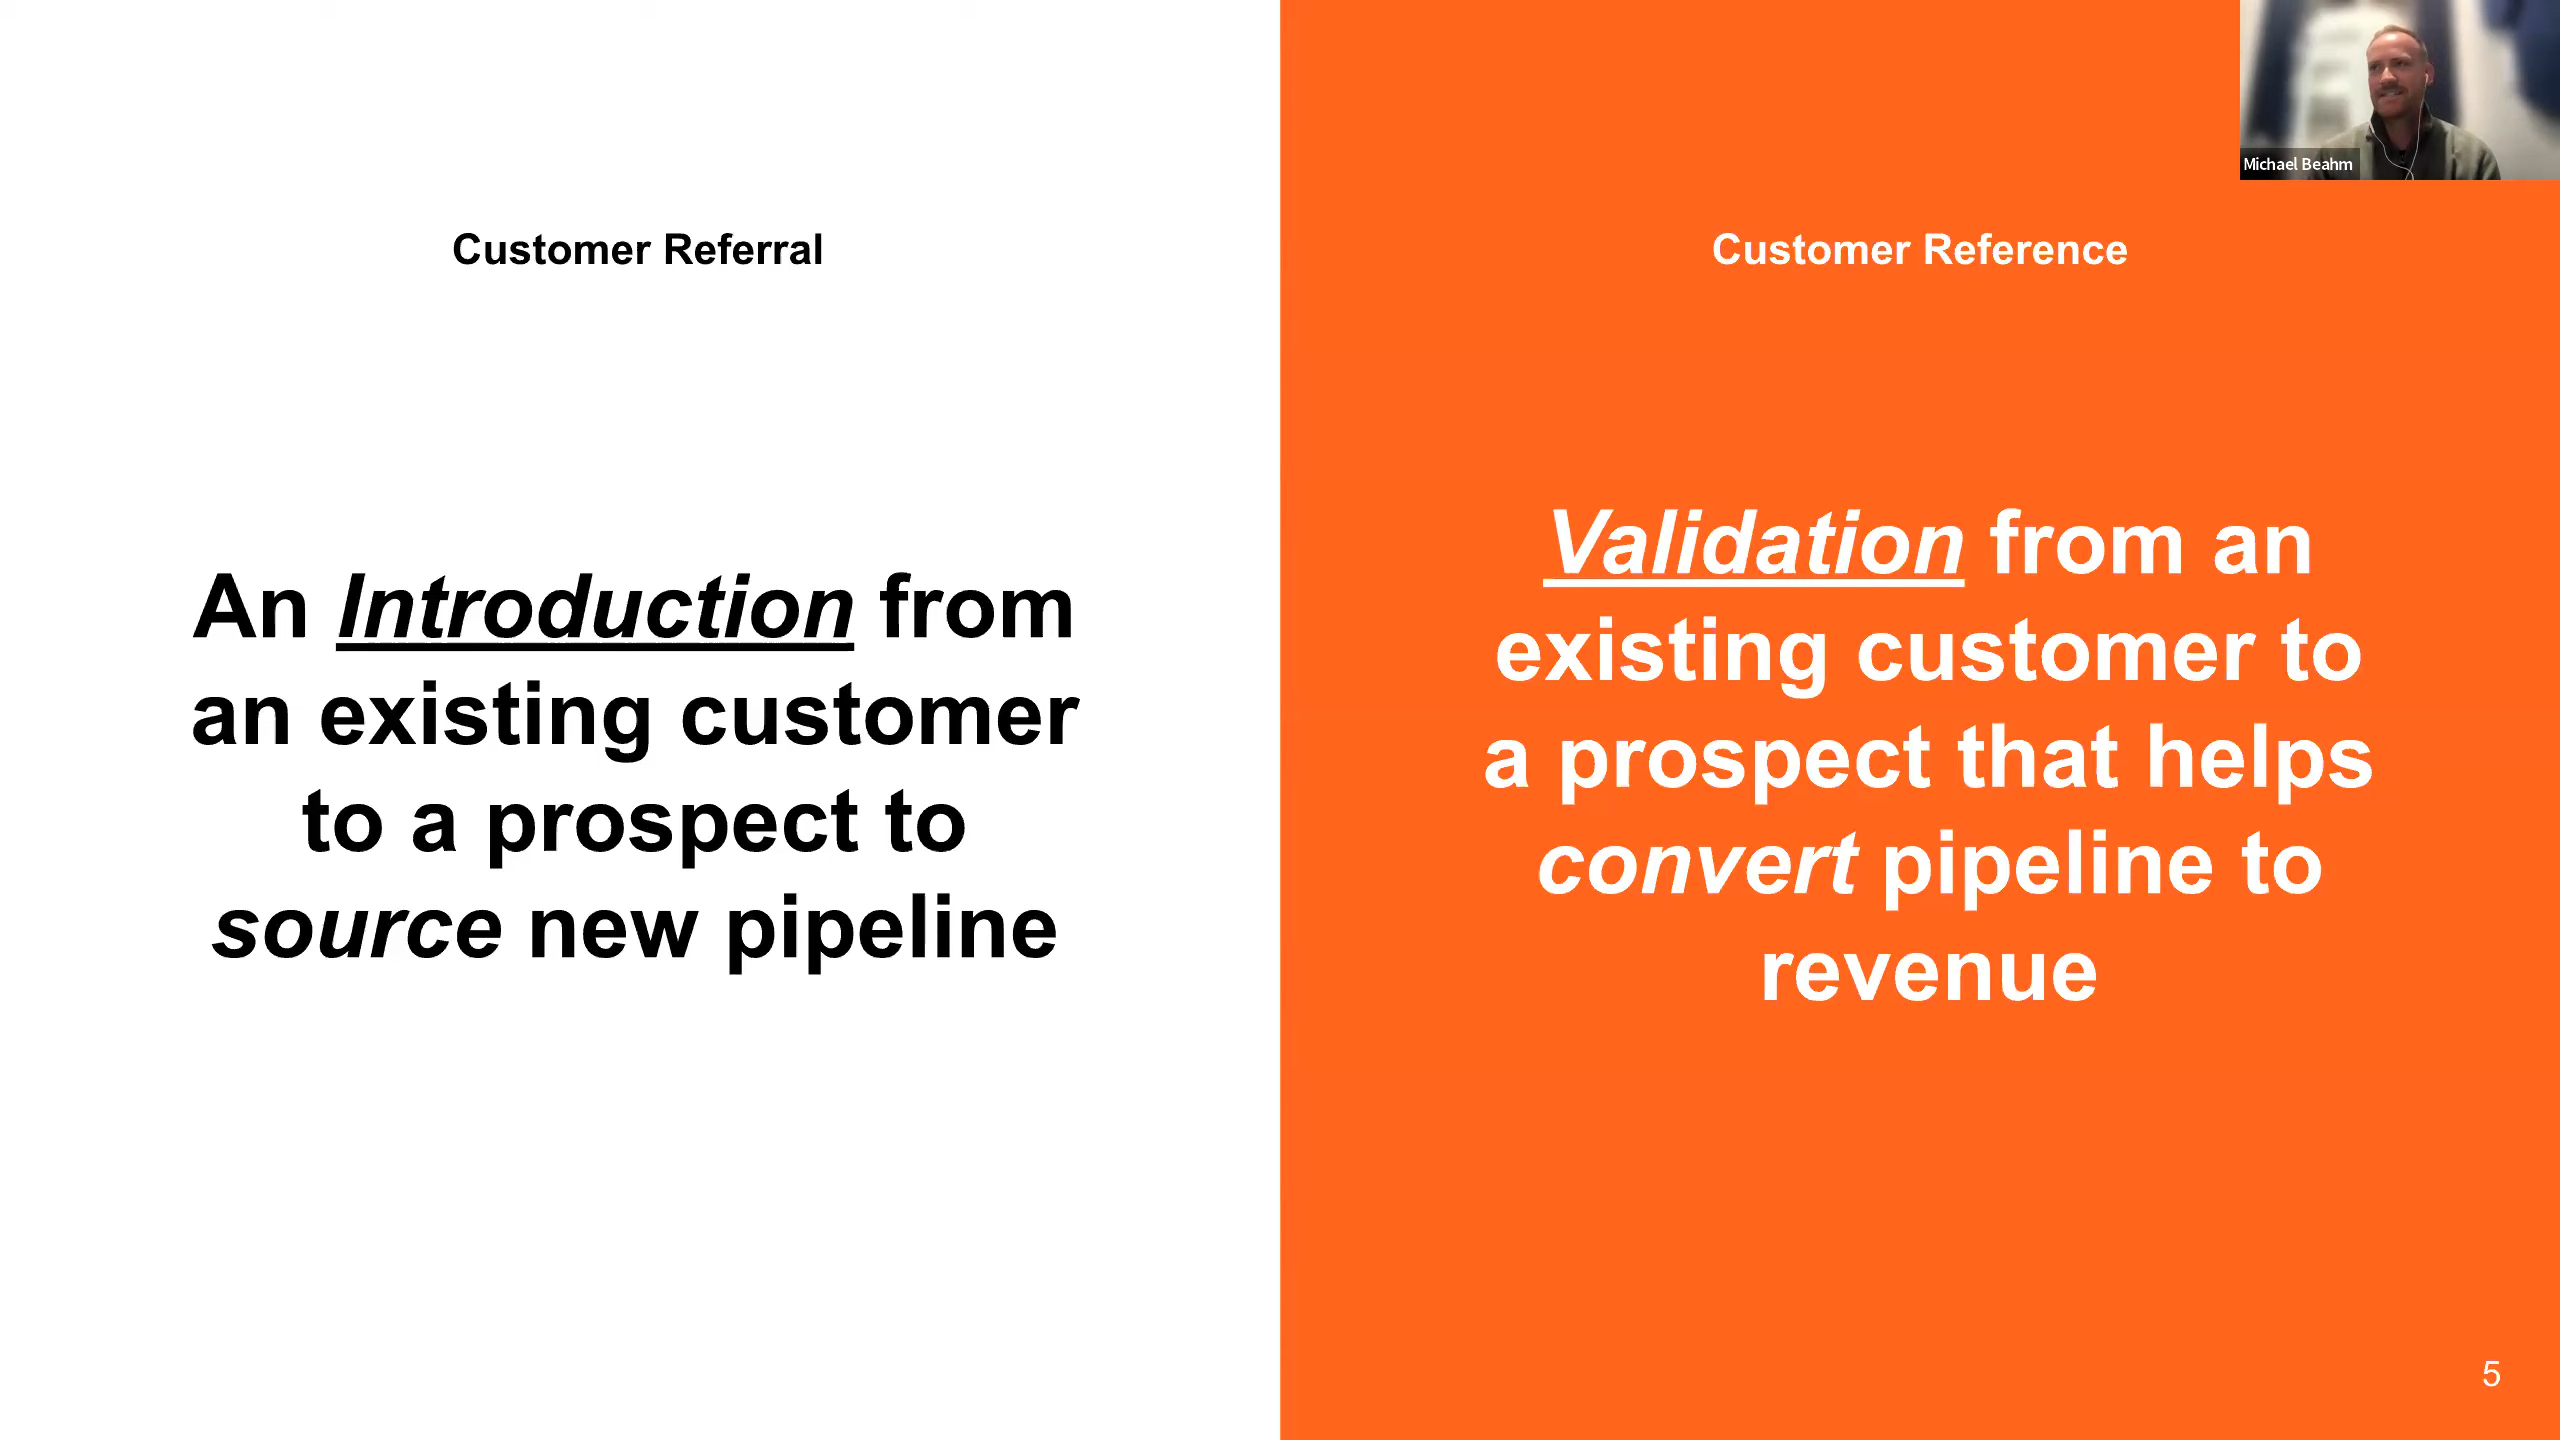 Customer Referral
An Introduction from
an existing customer
to a prospect to
source new pipeline
Michael Beahm
Customer Reference
Validation from an
existing customer to
a prospect that helps
convert pipeline to
revenue
5